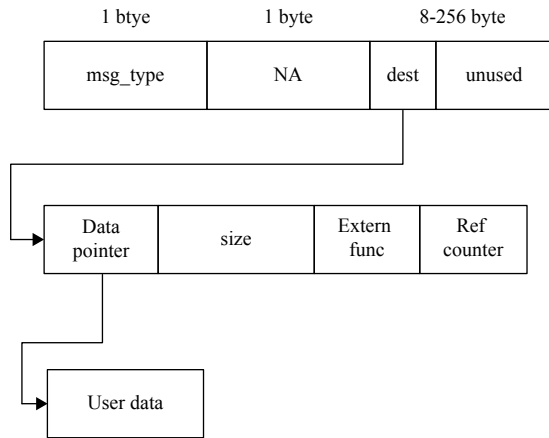 1 btye 1 byte 8-256 byte
msg_type NA dest unused
Data pointer size Extern func Ref counter
User data